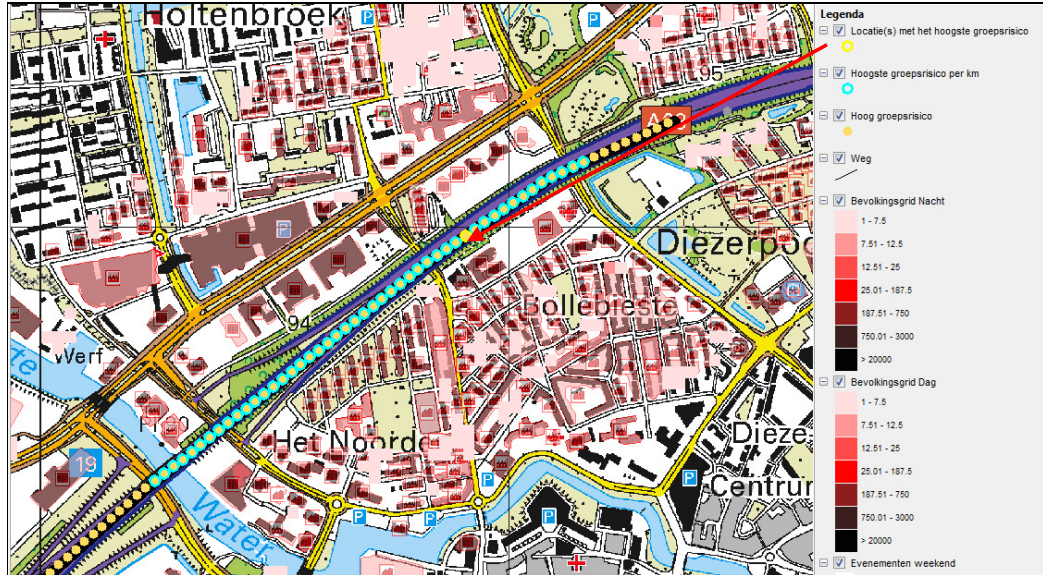 Holtenbroek
P
95
A28
Diezerpoo
P
Bollebieste
94
Werf
te
19
Het Noorde
Water
Dieze
Centrum
P
P
P
P
P
Legenda
Locatie(s) met het hoogste groepsrisico
Hoogste groepsrisico per km
Hoog groepsrisico
Weg
Bevolkingsgrid Nacht
1 - 7.5
7.51 - 12.5
12.51 - 25
25.01 - 187.5
187.51 - 750
750.01 - 3000
> 20000
Bevolkingsgrid Dag
1 - 7.5
7.51 - 12.5
12.51 - 25
25.01 - 187.5
187.51 - 750
750.01 - 3000
> 20000
Evenementen weekend